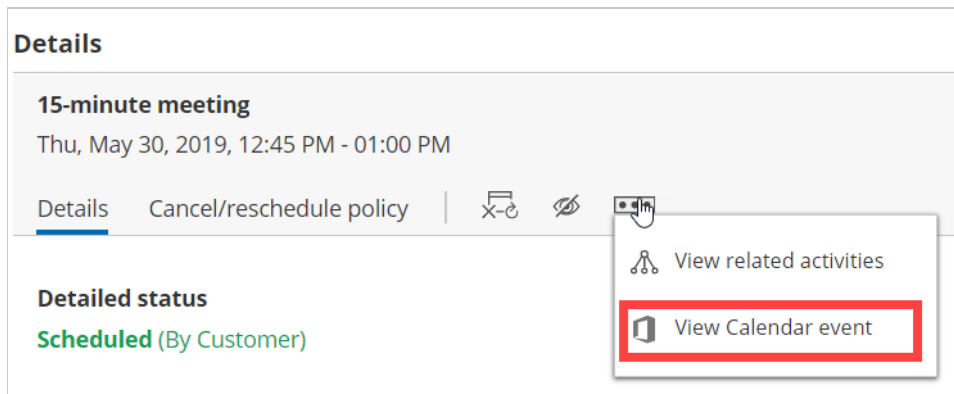 Details
15-minute meeting
Thu, May 30, 2019, 12:45 PM - 01:00 PM
Details Cancel/reschedule policy
View related activities
Detailed status
View Calendar event
Scheduled (By Customer)